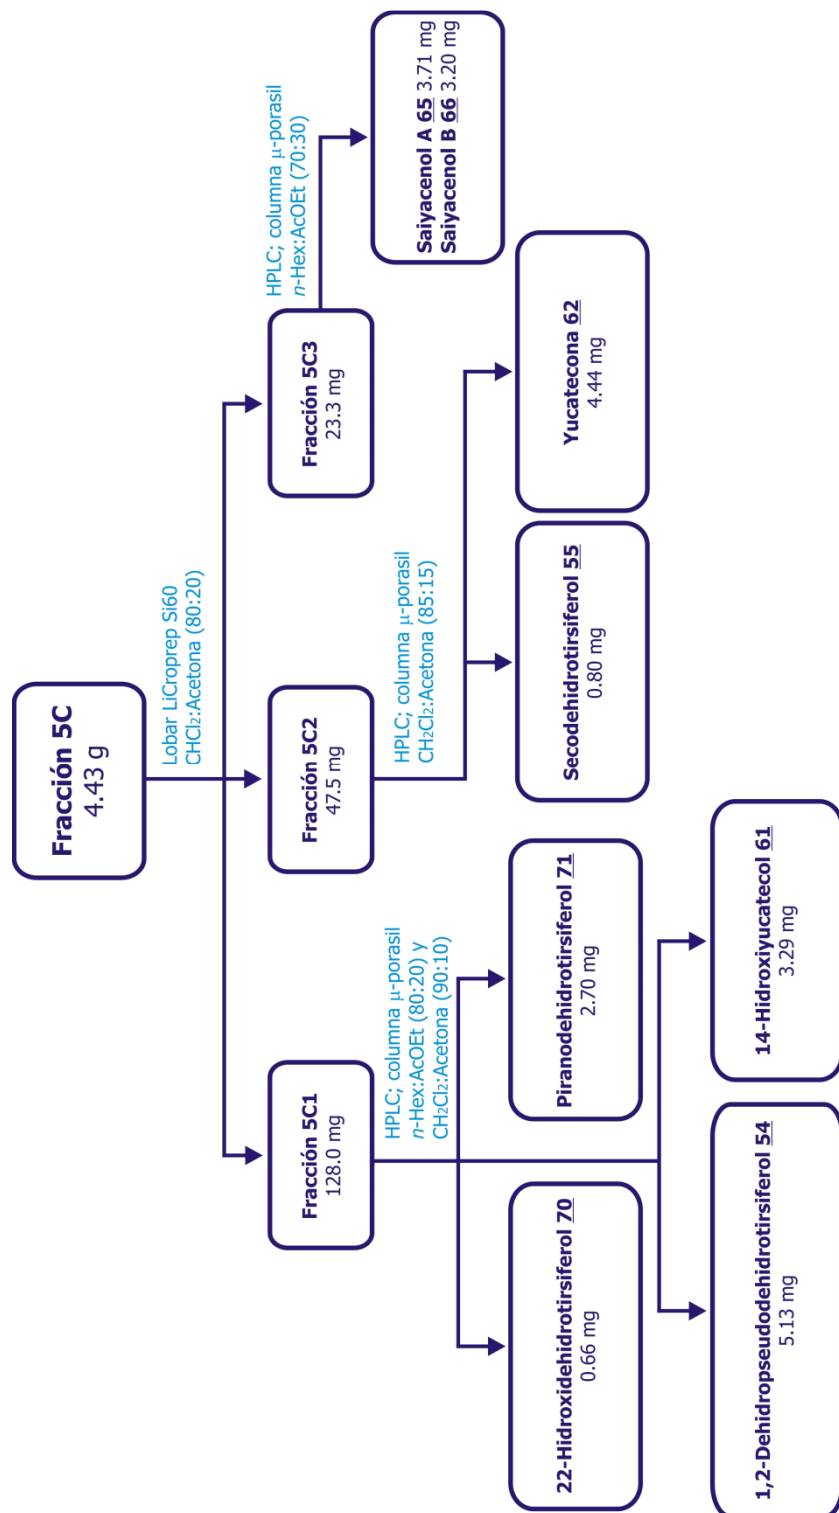 Fracción 5C
4.43 g
Lobar LiCroprep Si60
CHCl₂:Acetona (80:20)
Fracción 5C1
128.0 mg
Fracción 5C2
47.5 mg
Fracción 5C3
23.3 mg
HPLC; columna μ-porasil
n-Hex:AcOEt (80:20) y
CH₂Cl₂:Acetona (90:10)
HPLC; columna μ-porasil
CH₂Cl₂:Acetona (85:15)
HPLC; columna μ-porasil
n-Hex:AcOEt (70:30)
22-Hidroxidehidrotirsiferol 70
0.66 mg
Piranodehidrotirsiferol 71
2.70 mg
Secodehidrotirsiferol 55
0.80 mg
Yucatecona 62
4.44 mg
Saiyacenol A 65 3.71 mg
Saiyacenol B 66 3.20 mg
1,2-Dehidropseudodehidrotirsiferol 54
5.13 mg
14-Hidroxiyucatecol 61
3.29 mg